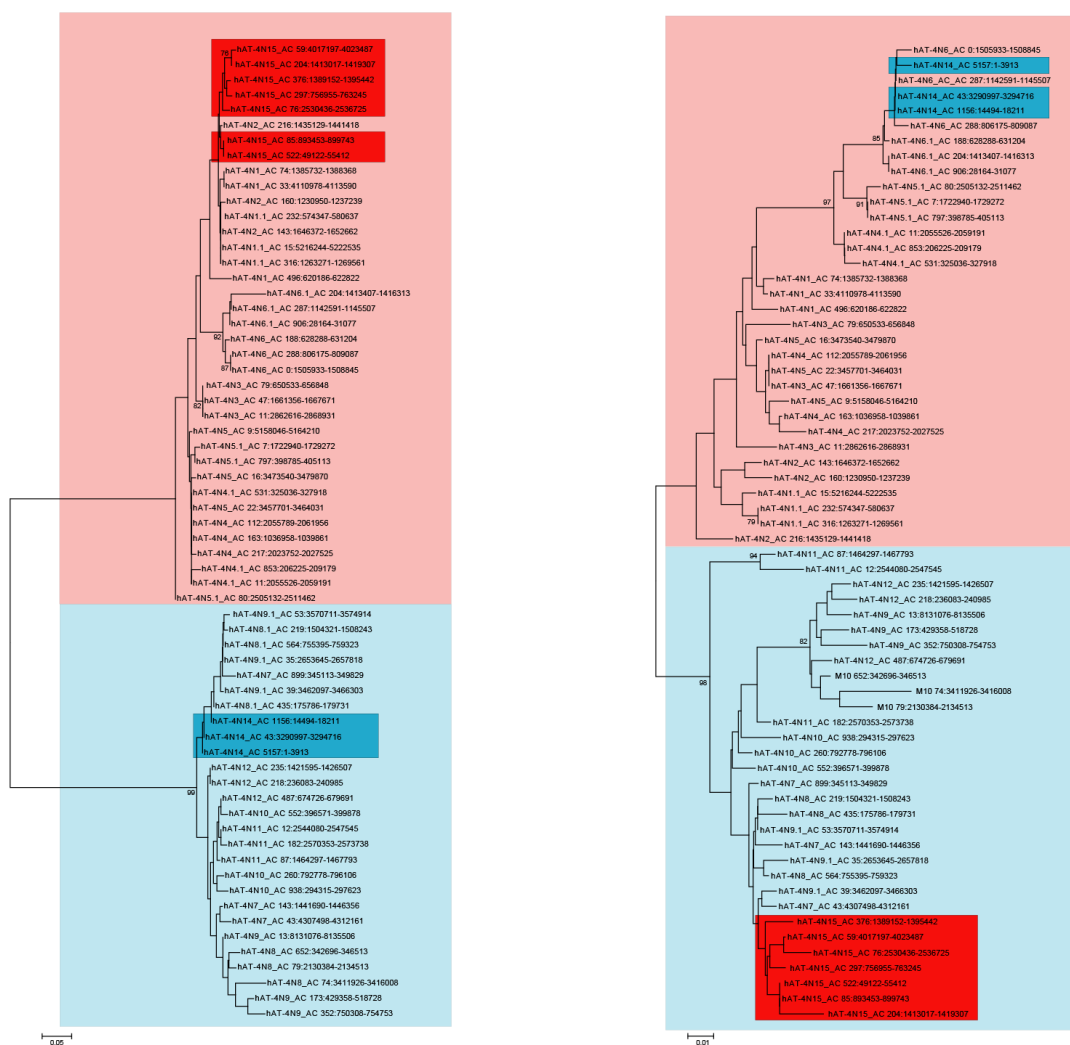 hAT-4N15_AC 59:4017197-4023487
76
hAT-4N15_AC 204:1413017-1419307
hAT-4N15_AC 376:1389152-1395442
hAT-4N15_AC 297:756955-763245
hAT-4N15_AC 76:2530436-2536725
hAT-4N2_AC 216:1435129-1441418
hAT-4N15_AC 85:893453-899743
hAT-4N15_AC 522:49122-55412
hAT-4N1_AC 74:1385732-1388368
hAT-4N1_AC 33:4110978-4113590
hAT-4N2_AC 160:1230950-1237239
hAT-4N1.1_AC 232:574347-580637
hAT-4N2_AC 143:1646372-1652662
hAT-4N1.1_AC 15:5216244-5222535
hAT-4N1.1_AC 316:1263271-1269561
hAT-4N1_AC 496:620186-622822
hAT-4N6.1_AC 204:1413407-1416313
hAT-4N6.1_AC 287:1142591-1145507
hAT-4N6.1_AC 906:28164-31077
92
hAT-4N6_AC 188:628288-631204
hAT-4N6_AC 288:806175-809087
87
hAT-4N6_AC 0:1505933-1508845
hAT-4N3_AC 79:650533-656848
hAT-4N3_AC 47:1661356-1667671
82
hAT-4N3_AC 11:2862616-2868931
hAT-4N5_AC 9:5158046-5164210
hAT-4N5.1_AC 7:1722940-1729272
hAT-4N5.1_AC 797:398785-405113
hAT-4N5_AC 16:3473540-3479870
hAT-4N4.1_AC 531:325036-327918
hAT-4N5_AC 22:3457701-3464031
hAT-4N4_AC 112:2055789-2061956
hAT-4N4_AC 163:1036958-1039861
hAT-4N4_AC 217:2023752-2027525
hAT-4N4.1_AC 853:206225-209179
hAT-4N4.1_AC 11:2055526-2059191
hAT-4N5.1_AC 80:2505132-2511462
hAT-4N9.1_AC 53:3570711-3574914
hAT-4N8.1_AC 219:1504321-1508243
hAT-4N8.1_AC 564:755395-759323
hAT-4N9.1_AC 35:2653645-2657818
hAT-4N7_AC 899:345113-349829
hAT-4N9.1_AC 39:3462097-3466303
hAT-4N8.1_AC 435:175786-179731
hAT-4N14_AC 1156:14494-18211
hAT-4N14_AC 43:3290997-3294716
hAT-4N14_AC 5157:1-3913
hAT-4N12_AC 235:1421595-1426507
hAT-4N12_AC 218:236083-240985
99
hAT-4N12_AC 487:674726-679691
hAT-4N10_AC 552:396571-399878
hAT-4N11_AC 12:2544080-2547545
hAT-4N11_AC 182:2570353-2573738
hAT-4N11_AC 87:1464297-1467793
hAT-4N10_AC 260:792778-796106
hAT-4N10_AC 938:294315-297623
hAT-4N7_AC 143:1441690-1446356
hAT-4N7_AC 43:4307498-4312161
hAT-4N9_AC 13:8131076-8135506
hAT-4N8_AC 652:342696-346513
hAT-4N8_AC 79:2130384-2134513
hAT-4N8_AC 74:3411926-3416008
hAT-4N9_AC 173:429358-518728
hAT-4N9_AC 352:750308-754753
0.05
hAT-4N6_AC 0:1505933-1508845
hAT-4N14_AC 5157:1-3913
hAT-4N6_AC_AC 287:1142591-1145507
hAT-4N14_AC 43:3290997-3294716
hAT-4N14_AC 1156:14494-18211
hAT-4N6_AC 288:806175-809087
85
hAT-4N6.1_AC 188:628288-631204
hAT-4N6.1_AC 204:1413407-1416313
hAT-4N6.1_AC 906:28164-31077
hAT-4N5.1_AC 80:2505132-2511462
97
91
hAT-4N5.1_AC 7:1722940-1729272
hAT-4N5.1_AC 797:398785-405113
hAT-4N4.1_AC 11:2055526-2059191
hAT-4N4.1_AC 853:206225-209179
hAT-4N4.1_AC 531:325036-327918
hAT-4N1_AC 74:1385732-1388368
hAT-4N1_AC 33:4110978-4113590
hAT-4N1_AC 496:620186-622822
hAT-4N3_AC 79:650533-656848
hAT-4N5_AC 16:3473540-3479870
hAT-4N4_AC 112:2055789-2061956
hAT-4N5_AC 22:3457701-3464031
hAT-4N3_AC 47:1661356-1667671
hAT-4N5_AC 9:5158046-5164210
hAT-4N4_AC 163:1036958-1039861
hAT-4N4_AC 217:2023752-2027525
hAT-4N3_AC 11:2862616-2868931
hAT-4N2_AC 143:1646372-1652662
hAT-4N2_AC 160:1230950-1237239
hAT-4N1.1_AC 15:5216244-5222535
hAT-4N1.1_AC 232:574347-580637
79
hAT-4N1.1_AC 316:1263271-1269561
hAT-4N2_AC 216:1435129-1441418
94
hAT-4N11_AC 87:1464297-1467793
hAT-4N11_AC 12:2544080-2547545
hAT-4N12_AC 235:1421595-1426507
hAT-4N12_AC 218:236083-240985
hAT-4N9_AC 13:8131076-8135506
hAT-4N9_AC 173:429358-518728
82
hAT-4N9_AC 352:750308-754753
hAT-4N12_AC 487:674726-679691
98
M10 652:342696-346513
M10 74:3411926-3416008
M10 79:2130384-2134513
hAT-4N11_AC 182:2570353-2573738
hAT-4N10_AC 938:294315-297623
hAT-4N10_AC 260:792778-796106
hAT-4N10_AC 552:396571-399878
hAT-4N7_AC 899:345113-349829
hAT-4N8_AC 219:1504321-1508243
hAT-4N8_AC 435:175786-179731
hAT-4N9.1_AC 53:3570711-3574914
hAT-4N7_AC 143:1441690-1446356
hAT-4N9.1_AC 35:2653645-2657818
hAT-4N8_AC 564:755395-759323
hAT-4N9.1_AC 39:3462097-3466303
hAT-4N7_AC 43:4307498-4312161
hAT-4N15_AC 376:1389152-1395442
hAT-4N15_AC 59:4017197-4023487
hAT-4N15_AC 76:2530436-2536725
hAT-4N15_AC 297:756955-763245
hAT-4N15_AC 522:49122-55412
hAT-4N15_AC 85:893453-899743
hAT-4N15_AC 204:1413017-1419307
0.01